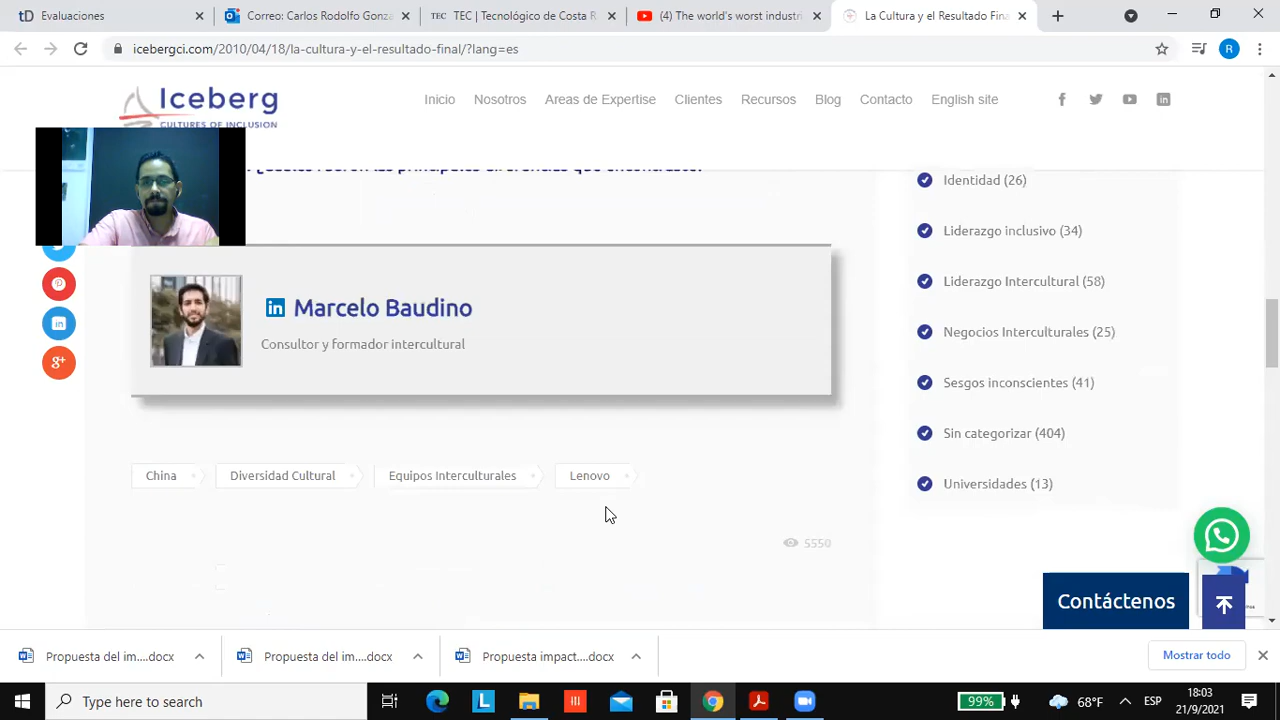 Evaluaciones
Correo: Carlos Rodolfo Gonzá
TEC
TEC | Tecnológico de Costa R
(4) The world's worst industri
La Cultura y el Resultado Fina
icebergci.com/2010/04/18/la-cultura-y-el-resultado-final/?lang=es
R
Iceberg
CULTURES OF INCLUSION
Inicio
Nosotros
Areas de Expertise
Clientes
Recursos
Blog
Contacto
English site
Identidad (26)
Liderazgo inclusivo (34)
Liderazgo Intercultural (58)
Negocios Interculturales (25)
Sesgos inconscientes (41)
Sin categorizar (404)
Universidades (13)
in Marcelo Baudino
Consultor y formador intercultural
China
Diversidad Cultural
Equipos Interculturales
Lenovo
5550
Contáctenos
Propuesta del im....docx
Propuesta del im....docx
Propuesta impact....docx
Mostrar todo
Type here to search
L
99%
68°F
ESP
18:03
21/9/2021